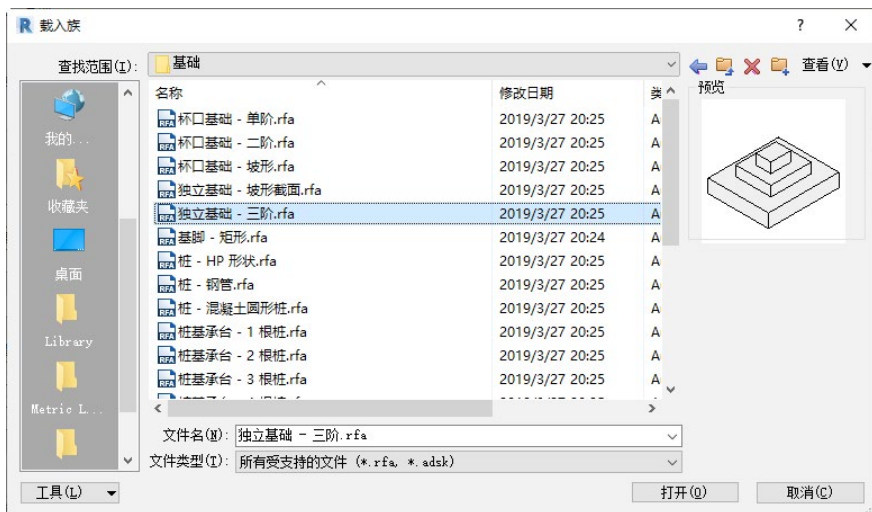 R 载入族 ? ×
查找范围(I): 基础 查看(V)
名称 修改日期 类
预览
杯口基础 - 单阶.rfa 2019/3/27 20:25 A
杯口基础 - 二阶.rfa 2019/3/27 20:25 A
杯口基础 - 坡形.rfa 2019/3/27 20:25 A
独立基础 - 坡形截面.rfa 2019/3/27 20:25 A
独立基础 - 三阶.rfa 2019/3/27 20:25 A
基脚 - 矩形.rfa 2019/3/27 20:24 A
桩 - HP 形状.rfa 2019/3/27 20:25 A
桩 - 钢管.rfa 2019/3/27 20:25 A
桩 - 混凝土圆形桩.rfa 2019/3/27 20:25 A
桩基承台 - 1 根桩.rfa 2019/3/27 20:25 A
桩基承台 - 2 根桩.rfa 2019/3/27 20:25 A
桩基承台 - 3 根桩.rfa 2019/3/27 20:25 A
我的...
收藏夹
桌面
Library
Metric L...
文件名(N): 独立基础 - 三阶.rfa
文件类型(T): 所有受支持的文件 (*.rfa, *.adsk)
工具(L) 打开(O) 取消(C)